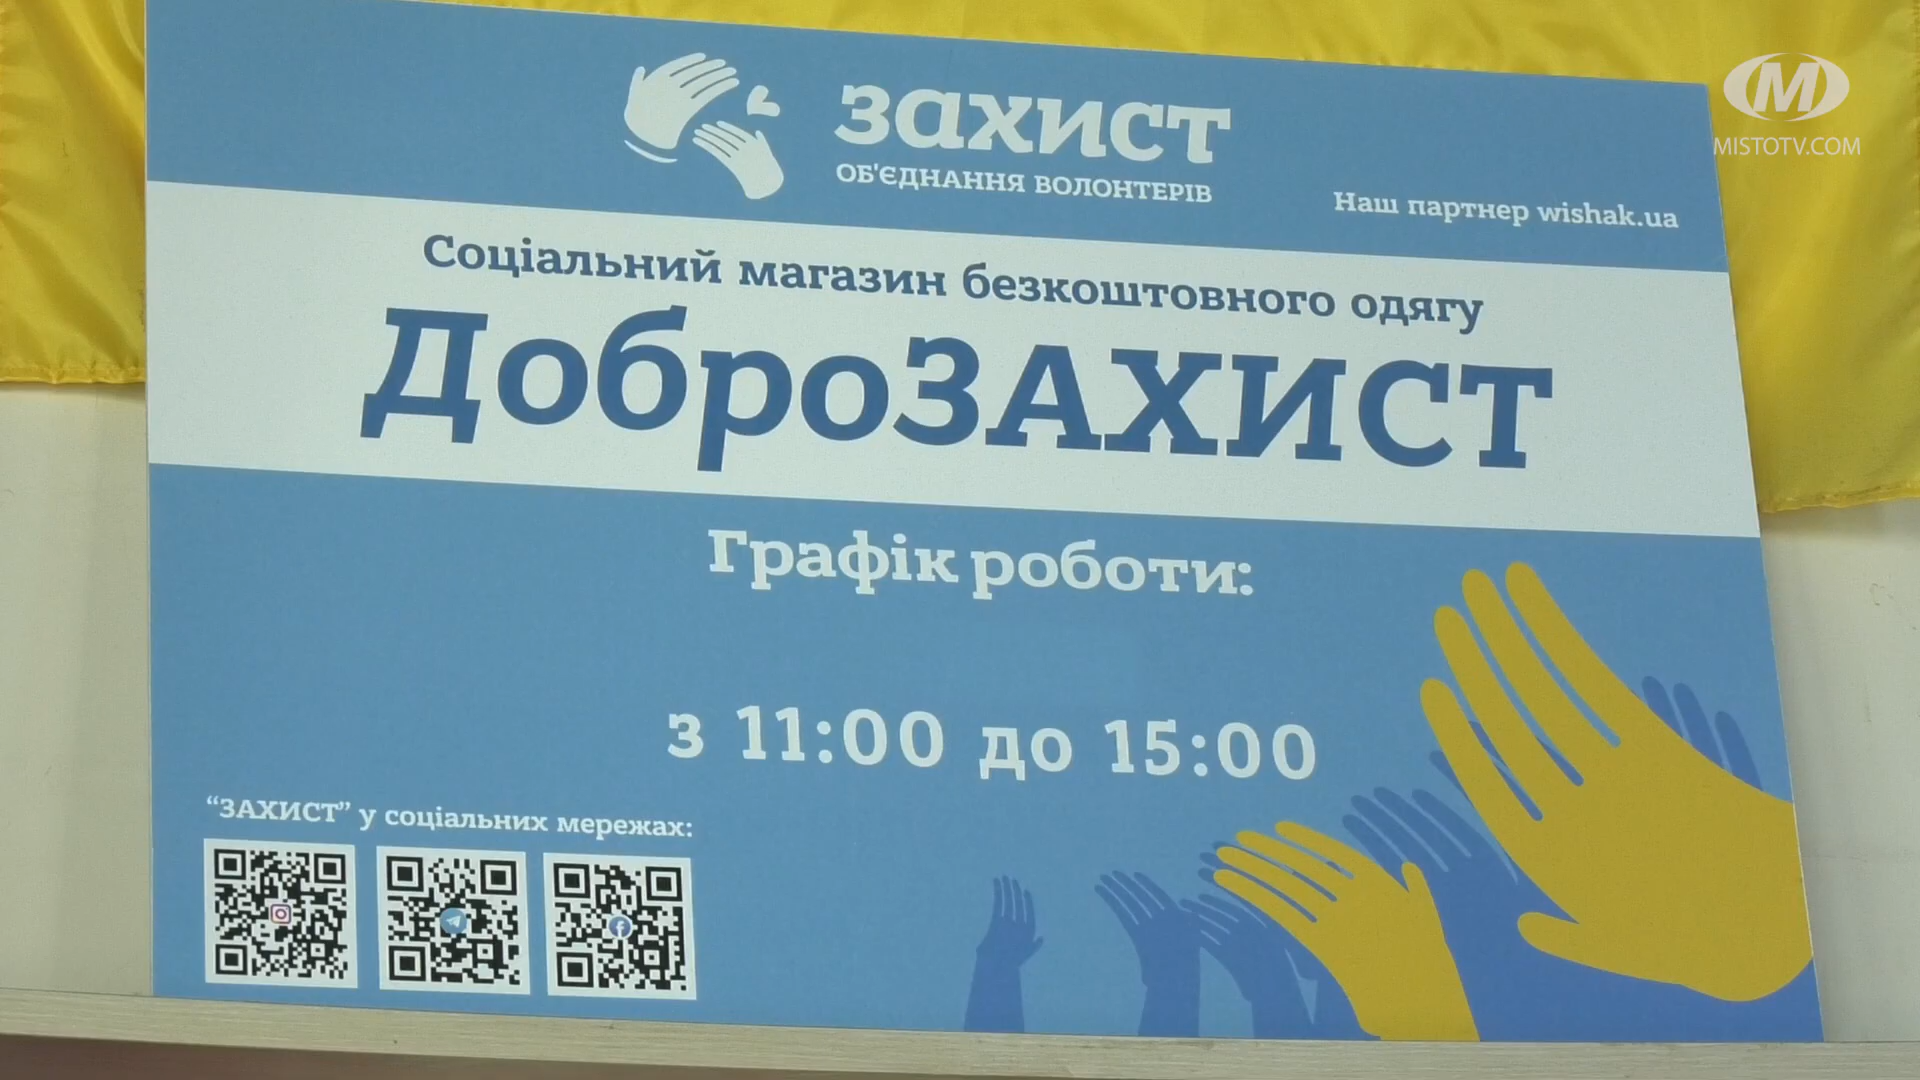 захист
ОБ'ЄДНАННЯ ВОЛОНТЕРІВ
Наш партнер wishak.ua
M
MISTOTV.COM
Соціальний магазин безкоштовного одягу
ДоброЗАХИСТ
Графік роботи:
з 11:00 до 15:00
“ЗАХИСТ” у соціальних мережах: